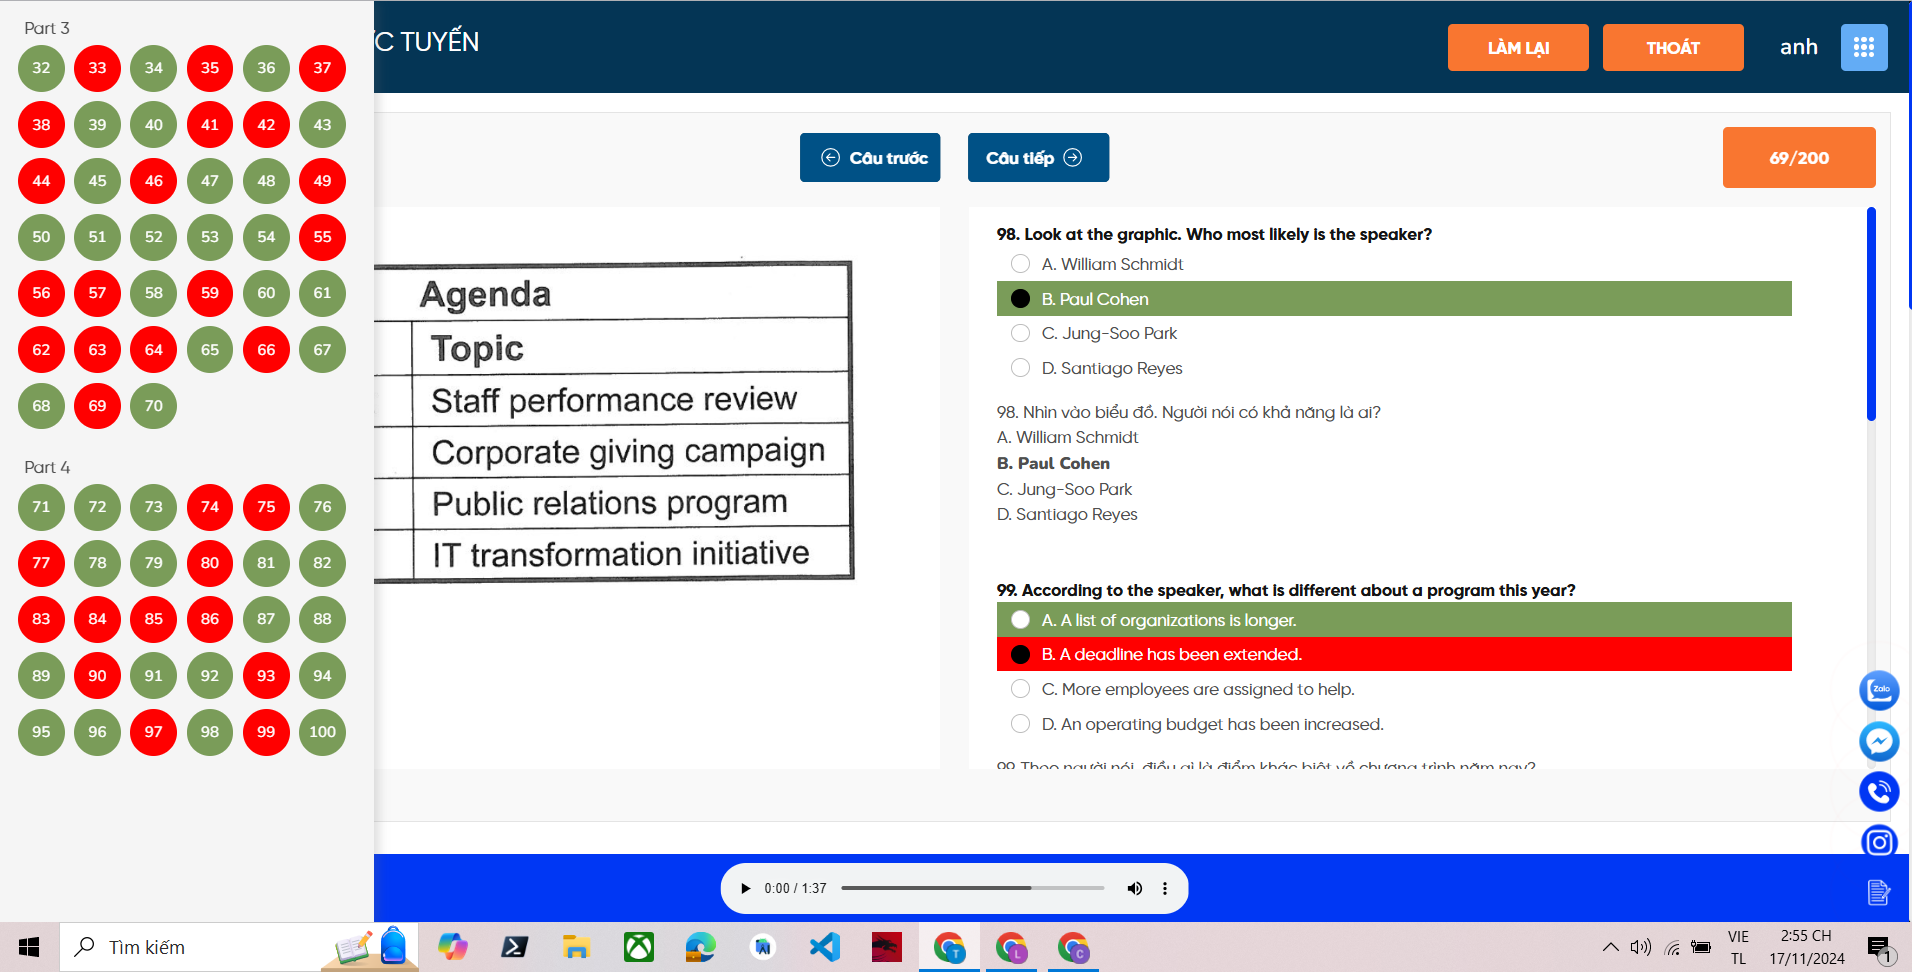 Part 3
32 33 34 35 36 37
38 39 40 41 42 43
44 45 46 47 48 49
50 51 52 53 54 55
56 57 58 59 60 61
62 63 64 65 66 67
68 69 70
Part 4
71 72 73 74 75 76
77 78 79 80 81 82
83 84 85 86 87 88
89 90 91 92 93 94
95 96 97 98 99 100
C TUYẾN
LÀM LẠI
THOÁT
anh
Câu trước
Câu tiếp
69/200
Agenda
Topic
Staff performance review
Corporate giving campaign
Public relations program
IT transformation initiative
98. Look at the graphic. Who most likely is the speaker?
A. William Schmidt
B. Paul Cohen
C. Jung-Soo Park
D. Santiago Reyes
98. Nhìn vào biểu đồ. Người nói có khả năng là ai?
A. William Schmidt
B. Paul Cohen
C. Jung-Soo Park
D. Santiago Reyes
99. According to the speaker, what is different about a program this year?
A. A list of organizations is longer.
B. A deadline has been extended.
C. More employees are assigned to help.
D. An operating budget has been increased.
99. Theo người nói, điều gì là điểm khác biệt về chương trình năm nay?
Zalo
0:00 / 1:37
Tìm kiếm
AI
T
L
C
VIE
TL
2:55 CH
17/11/2024
1